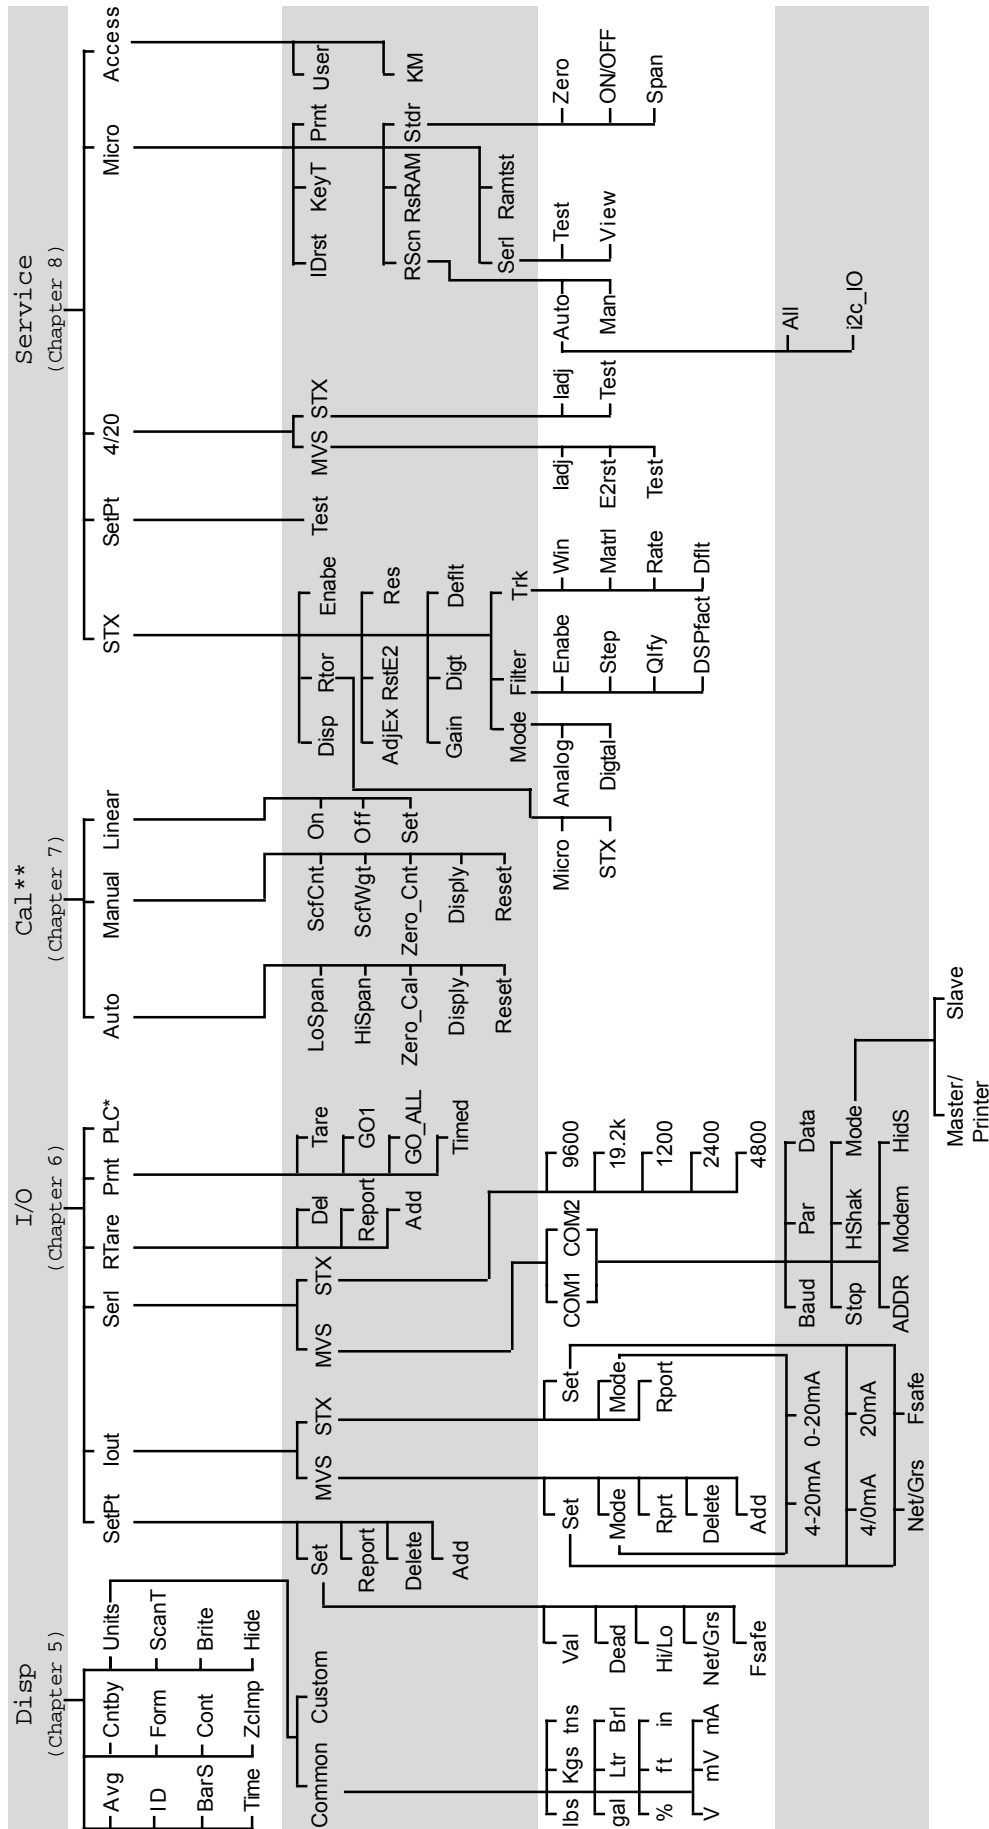 Disp
(Chapter 5)
Avg Cntby Units
ID Form ScanT
BarS Cont Brite
Time Zclmp Hide
Common Custom
lbs Kgs tns
gal Ltr Brl
% ft in
V mV mA
I/O
(Chapter 6)
SetPt Iout Serl RTare Prnt PLC*
Set
Report
Delete
Add
Val
Dead
Hi/Lo
Net/Grs
Fsafe
MVS STX
Set
Mode
Rprt
Delete
Add
Set
Mode
Rport
4-20mA 0-20mA
4/0mA 20mA
Net/Grs Fsafe
MVS STX
COM1 COM2
9600
19.2k
1200
2400
4800
Baud Par Data
Stop HShak Mode
ADDR Modem HidS
Master/
Printer
Slave
Del
Report
Add
Tare
GO1
GO_ALL
Timed
Cal**
(Chapter 7)
Auto Manual Linear
LoSpan
HiSpan
Zero_Cal
Disply
Reset
ScfCnt
ScfWgt
Zero_Cnt
Disply
Reset
On
Off
Set
Service
(Chapter 8)
STX SetPt 4/20 Micro Access
Disp Rtor Enabe
AdjEx RstE2 Res
Gain Digt Deflt
Mode Filter Trk
Micro
STX
Analog
Digtal
Enabe
Step
Qlfy
DSPfact
Win
Matrl
Rate
Dflt
Test
MVS STX
Iadj
E2rst
Test
Iadj
Test
IDrst KeyT Prnt
RScn RsRAM Stdr
Serl Ramtst
Auto
Man
All
i2c_IO
Test
View
Zero
ON/OFF
Span
User
KM